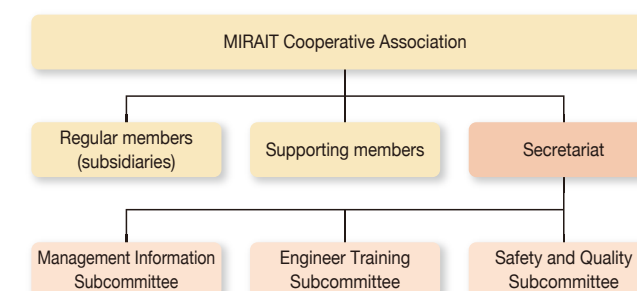 MIRAIT Cooperative Association
Regular members
(subsidiaries)
Supporting members
Secretariat
Management Information
Subcommittee
Engineer Training
Subcommittee
Safety and Quality
Subcommittee